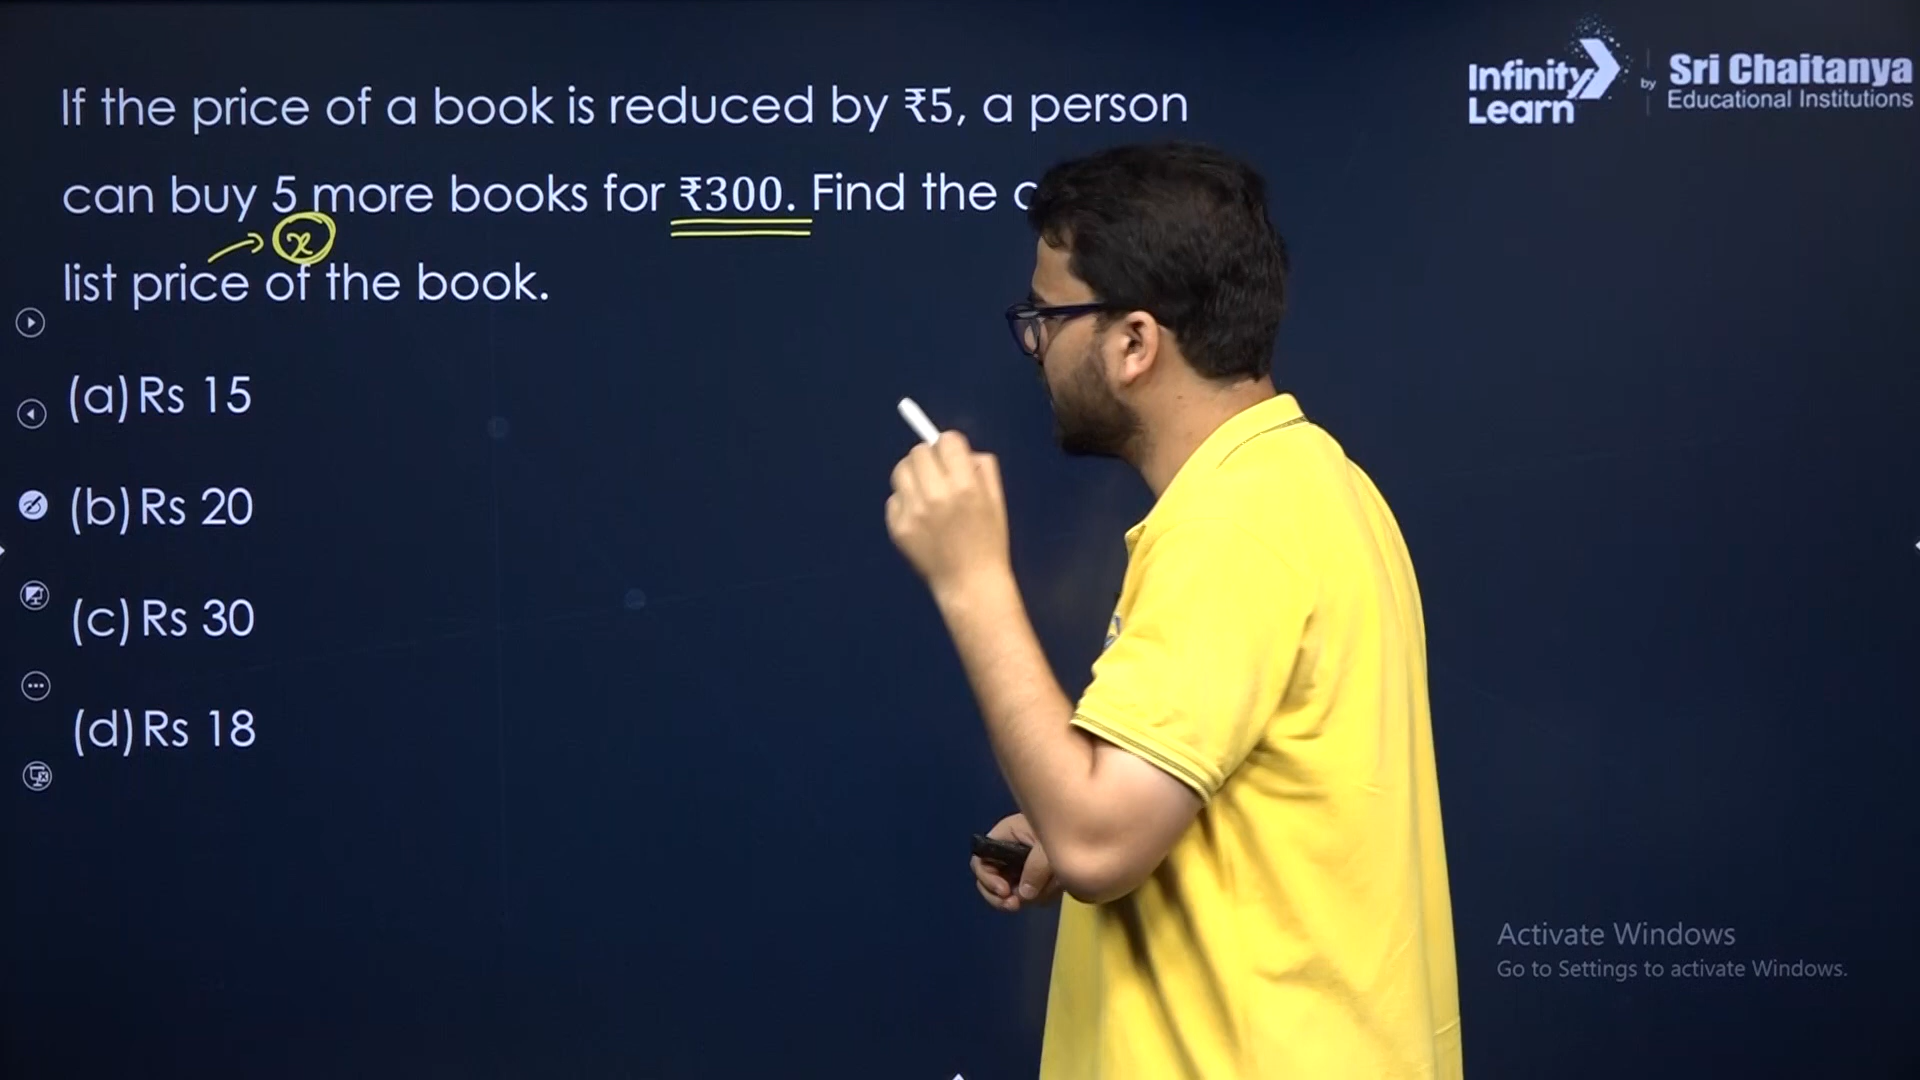 If the price of a book is reduced by ₹5, a person
can buy 5 more books for ₹300. Find the
x
list price of the book.
(a) Rs 15
(b) Rs 20
(c) Rs 30
(d) Rs 18
Infinity Learn by Sri Chaitanya Educational Institutions
Activate Windows
Go to Settings to activate Windows.